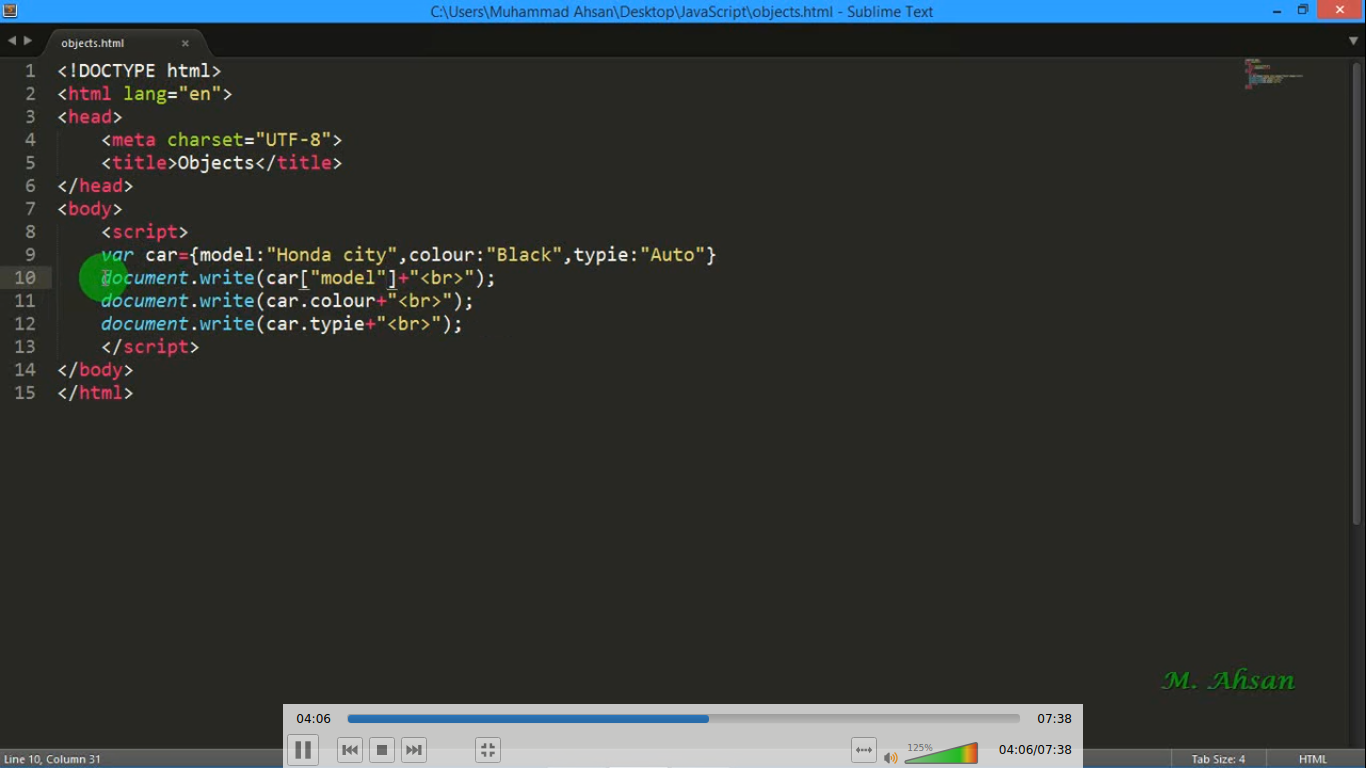 C:\Users\Muhammad Ahsan\Desktop\JavaScript\objects.html - Sublime Text
objects.html
1 <!DOCTYPE html>
2 <html lang="en">
3 <head>
4     <meta charset="UTF-8">
5     <title>Objects</title>
6 </head>
7 <body>
8     <script>
9     var car={model:"Honda city",colour:"Black",typie:"Auto"}
10     document.write(car["model"]+"<br>");
11     document.write(car.colour+"<br>");
12     document.write(car.typie+"<br>");
13     </script>
14 </body>
15 </html>
M. Ahsan
04:06 07:38
125% 04:06/07:38
Line 10, Column 31 Tab Size: 4 HTML